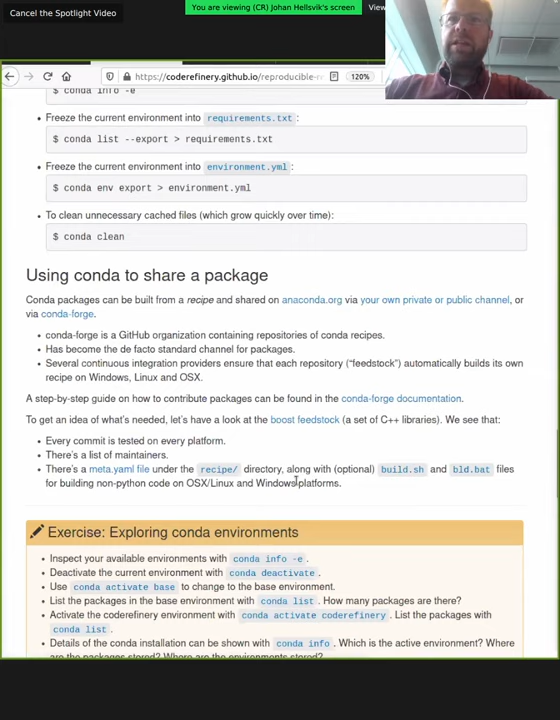 Cancel the Spotlight Video
You are viewing (CR) Johan Hellsvik's screen
View
https://coderefinery.github.io/reproducible-
120%
$ conda info -e
Freeze the current environment into requirements.txt:
$ conda list --export > requirements.txt
Freeze the current environment into environment.yml:
$ conda env export > environment.yml
To clean unnecessary cached files (which grow quickly over time):
$ conda clean
Using conda to share a package
Conda packages can be built from a recipe and shared on anaconda.org via your own private or public channel, or
via conda-forge.
conda-forge is a GitHub organization containing repositories of conda recipes.
Has become the de facto standard channel for packages.
Several continuous integration providers ensure that each repository (“feedstock”) automatically builds its own
recipe on Windows, Linux and OSX.
A step-by-step guide on how to contribute packages can be found in the conda-forge documentation.
To get an idea of what's needed, let's have a look at the boost feedstock (a set of C++ libraries). We see that:
Every commit is tested on every platform.
There's a list of maintainers.
There's a meta.yaml file under the recipe/ directory, along with (optional) build.sh and bld.bat files
for building non-python code on OSX/Linux and Windows platforms.
Exercise: Exploring conda environments
Inspect your available environments with conda info -e.
Deactivate the current environment with conda deactivate.
Use conda activate base to change to the base environment.
List the packages in the base environment with conda list. How many packages are there?
Activate the coderefinery environment with conda activate coderefinery. List the packages with
conda list.
Details of the conda installation can be shown with conda info. Which is the active environment? Where
are the packages stored? Where are the environments stored?